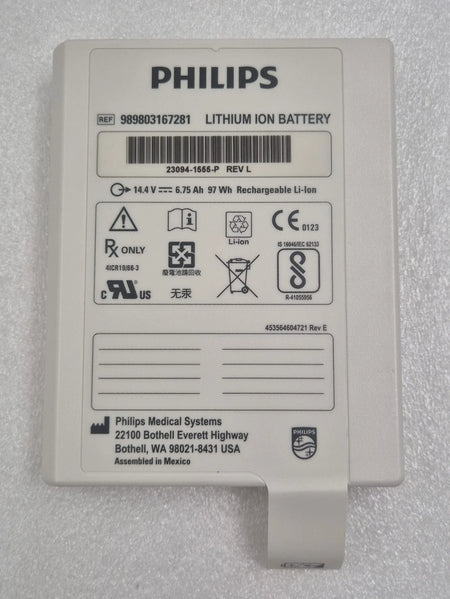 PHILIPS
REF 989803167281 LITHIUM ION BATTERY
23094-1555-P REV L
14.4 V 6.75 Ah 97 Wh Rechargeable Li-Ion
Li-ion
CE 0123
Rx ONLY
廢電池請回收
IS 16046/IEC 62133
4ICR19/66-3
c RU US
无汞
R-41055956
453564604721 Rev E
Philips Medical Systems
22100 Bothell Everett Highway
Bothell, WA 98021-8431 USA
Assembled in Mexico
PHILIPS